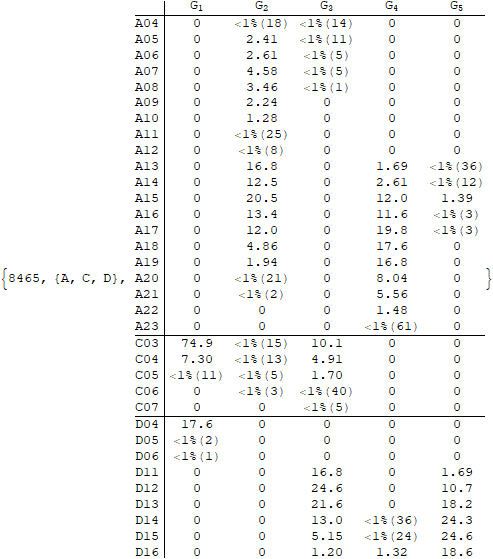 G1 G2 G3 G4 G5
A04 0 <1%(18) <1%(14) 0 0
A05 0 2.41 <1%(11) 0 0
A06 0 2.61 <1%(5) 0 0
A07 0 4.58 <1%(5) 0 0
A08 0 3.46 <1%(1) 0 0
A09 0 2.24 0 0 0
A10 0 1.28 0 0 0
A11 0 <1%(25) 0 0 0
A12 0 <1%(8) 0 0 0
A13 0 16.8 0 1.69 <1%(36)
A14 0 12.5 0 2.61 <1%(12)
A15 0 20.5 0 12.0 1.39
A16 0 13.4 0 11.6 <1%(3)
A17 0 12.0 0 19.8 <1%(3)
A18 0 4.86 0 17.6 0
A19 0 1.94 0 16.8 0
{8465, {A, C, D}, A20 0 <1%(21) 0 8.04 0 }
A21 0 <1%(2) 0 5.56 0
A22 0 0 0 1.48 0
A23 0 0 0 <1%(61) 0
C03 74.9 <1%(15) 10.1 0 0
C04 7.30 <1%(13) 4.91 0 0
C05 <1%(11) <1%(5) 1.70 0 0
C06 0 <1%(3) <1%(40) 0 0
C07 0 0 <1%(5) 0 0
D04 17.6 0 0 0 0
D05 <1%(2) 0 0 0 0
D06 <1%(1) 0 0 0 0
D11 0 0 16.8 0 1.69
D12 0 0 24.6 0 10.7
D13 0 0 21.6 0 18.2
D14 0 0 13.0 <1%(36) 24.3
D15 0 0 5.15 <1%(24) 24.6
D16 0 0 1.20 1.32 18.6